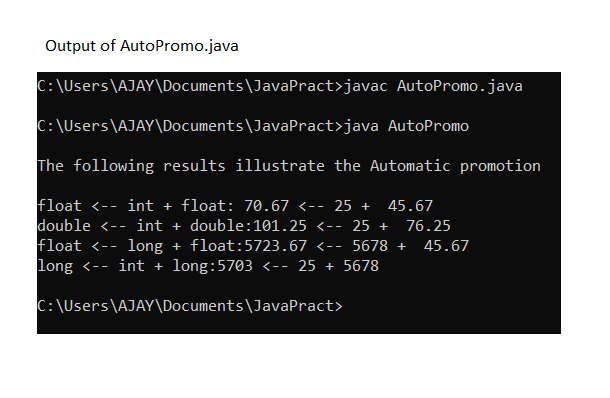 Output of AutoPromo.java
C:\Users\AJAY\Documents\JavaPract>javac AutoPromo.java
C:\Users\AJAY\Documents\JavaPract>java AutoPromo
The following results illustrate the Automatic promotion
float <-- int + float: 70.67 <-- 25 +  45.67
double <-- int + double:101.25 <-- 25 +  76.25
float <-- long + float:5723.67 <-- 5678 +  45.67
long <-- int + long:5703 <-- 25 + 5678
C:\Users\AJAY\Documents\JavaPract>